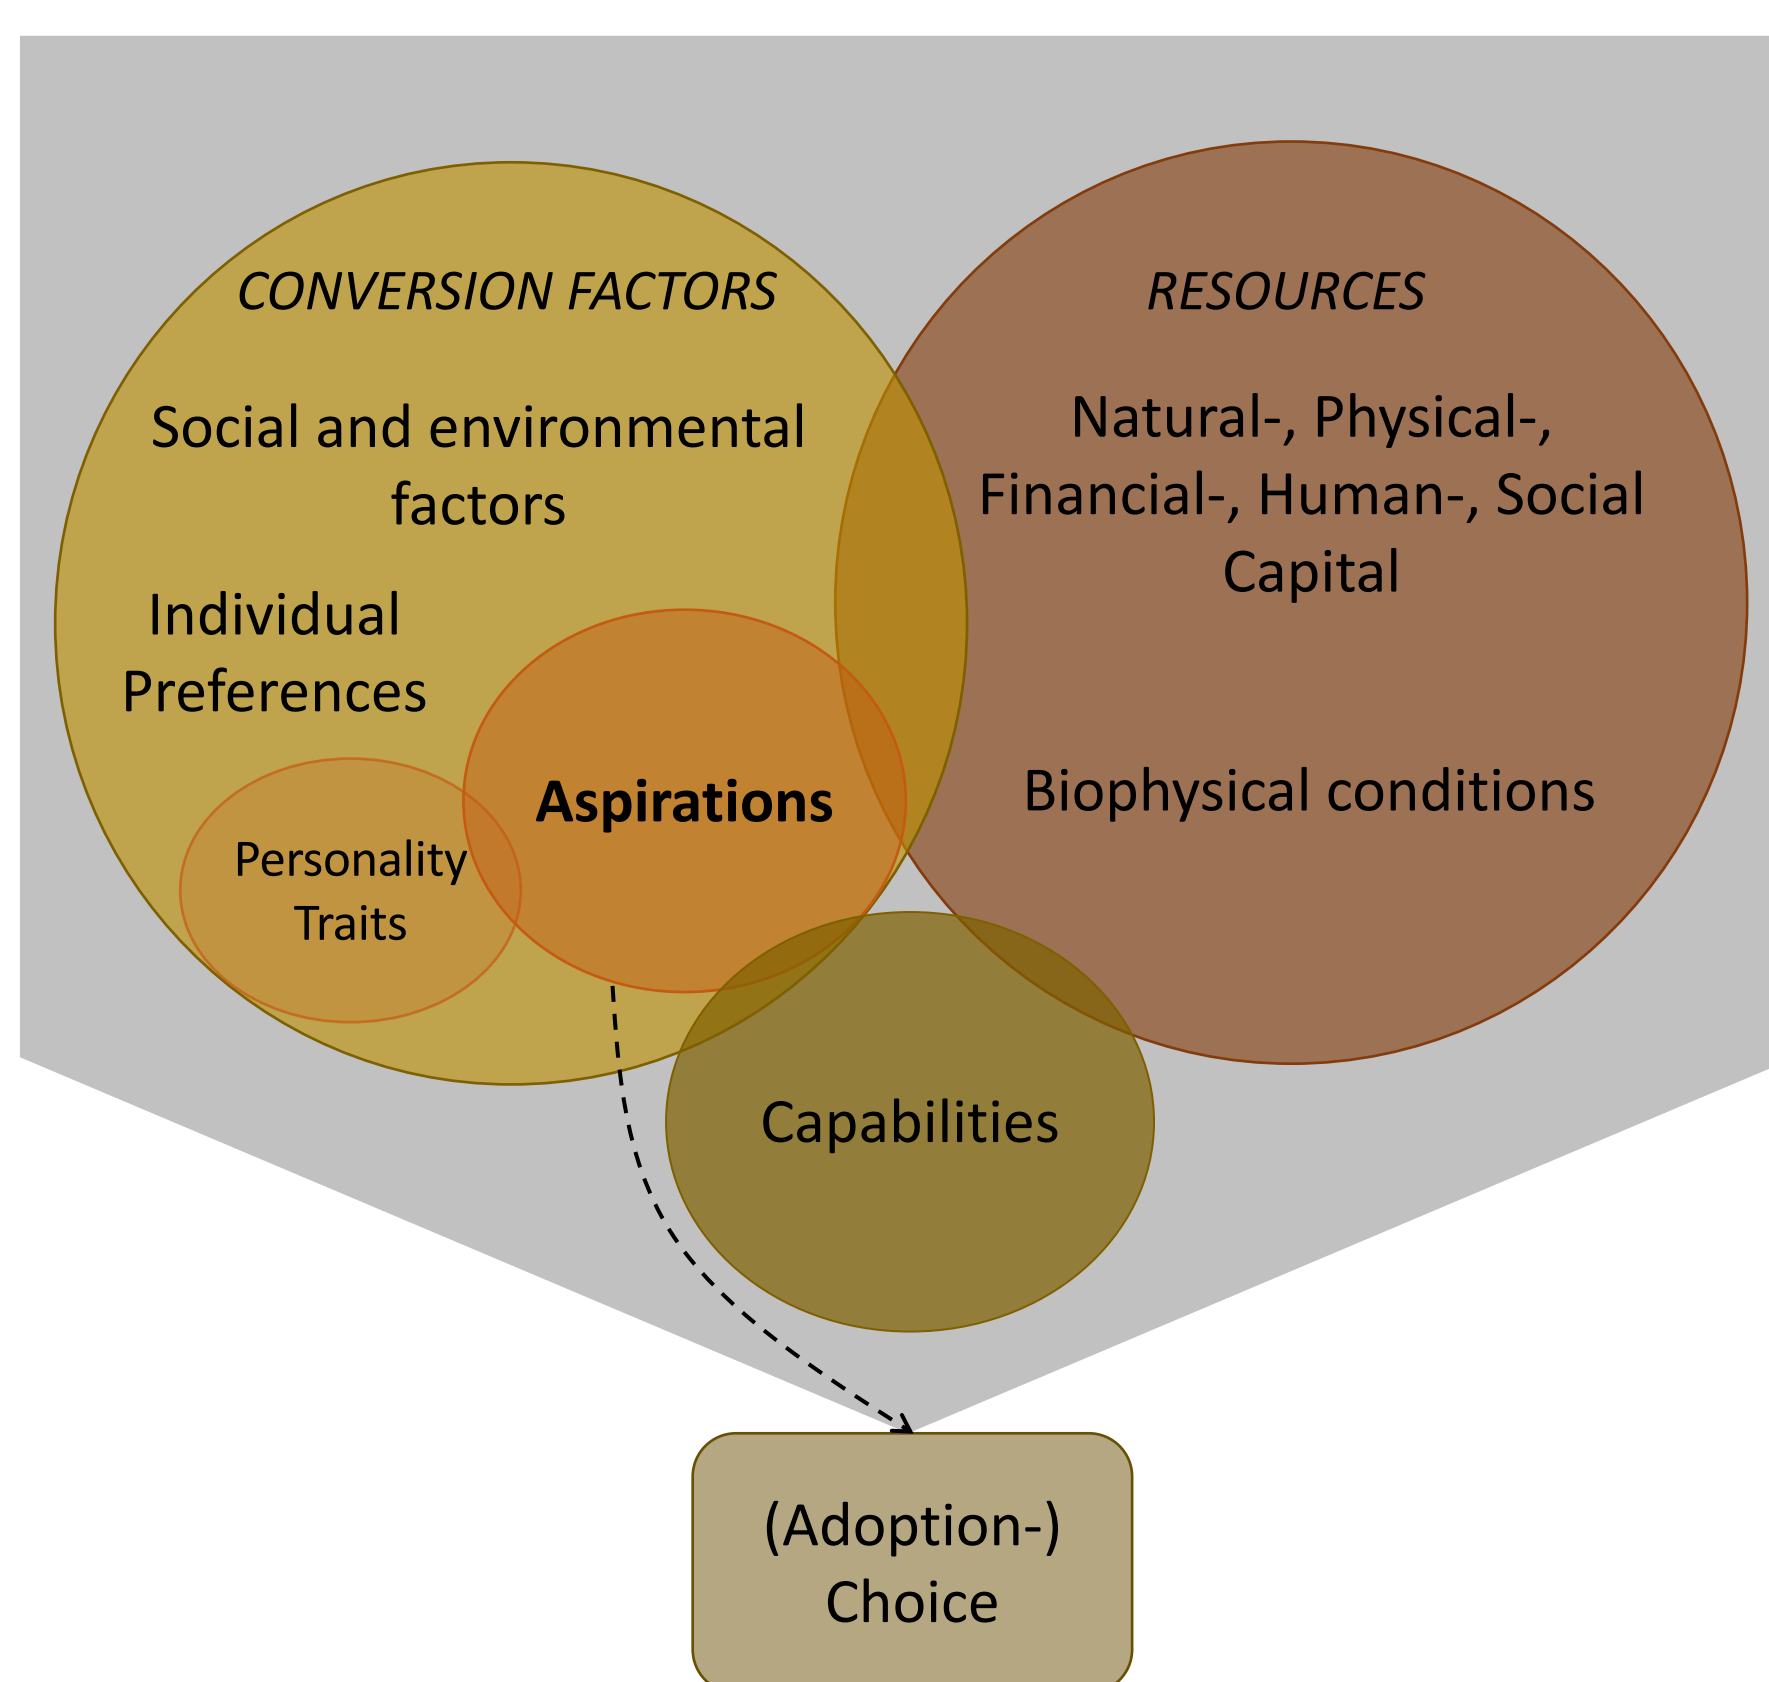 CONVERSION FACTORS
Social and environmental
factors
Individual
Preferences
Aspirations
Personality
Traits
RESOURCES
Natural-, Physical-,
Financial-, Human-, Social
Capital
Biophysical conditions
Capabilities
(Adoption-)
Choice